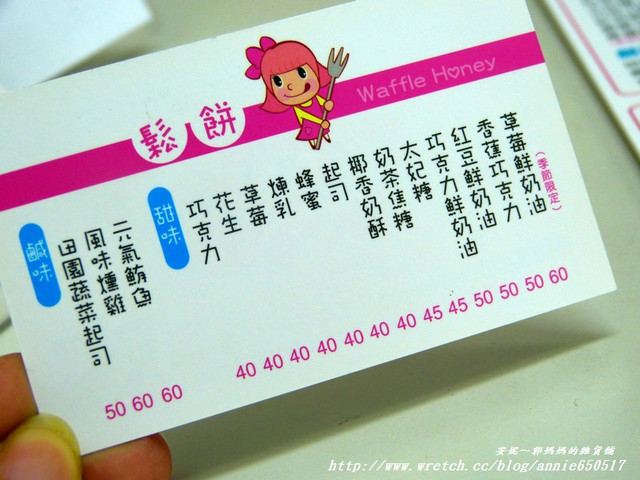 Waffle Honey
鬆餅
鹹味
田園蔬菜起司
風味燻雞
元氣鮪魚
50 60 60
甜味
巧克力
花生
草莓
煉乳
蜂蜜
起司
椰香奶酥
奶茶焦糖
太妃糖
巧克力鮮奶油
紅豆鮮奶油
香蕉巧克力
草莓鮮奶油
(季節限定)
40 40 40 40 40 40 40 45 45 50 50 50 60
安妮~郭媽媽的雜貨舖
http://www.wretch.cc/blog/annie650517